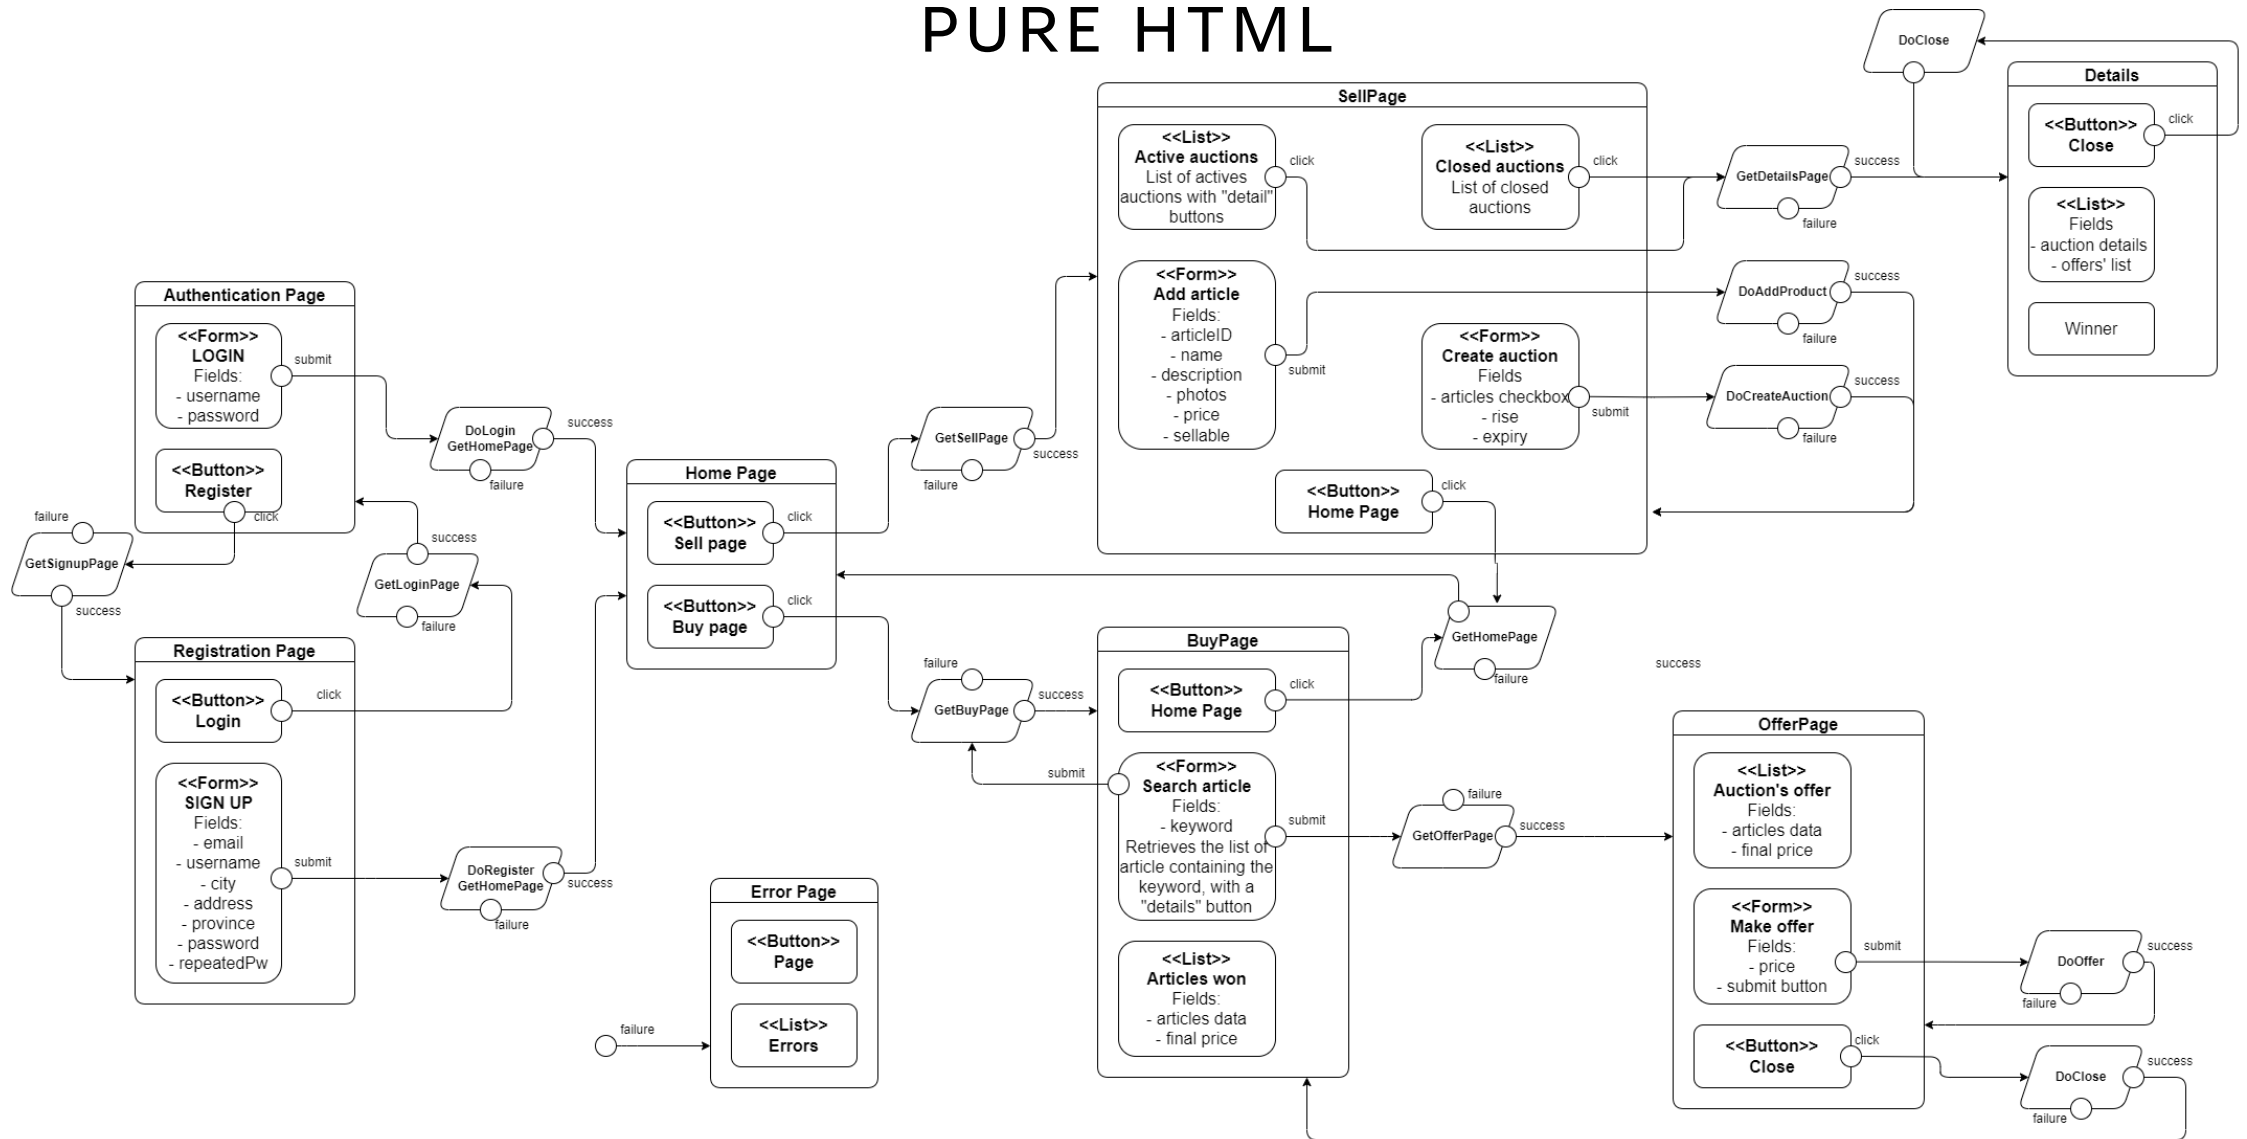 PURE HTML
DoClose
Details
<<Button>>
Close
click
<<List>>
Fields
- auction details
- offers' list
Winner
SellPage
<<List>>
Active auctions
List of actives
auctions with "detail"
buttons
click
<<List>>
Closed auctions
List of closed
auctions
click
GetDetailsPage
success
failure
<<Form>>
Add article
Fields:
- articleID
- name
- description
- photos
- price
- sellable
submit
<<Form>>
Create auction
Fields
- articles checkbox
- rise
- expiry
submit
DoAddProduct
success
failure
DoCreateAuction
success
failure
<<Button>>
Home Page
click
Authentication Page
<<Form>>
LOGIN
Fields:
- username
- password
submit
<<Button>>
Register
click
DoLogin
GetHomePage
success
failure
failure
GetSignupPage
success
success
GetLoginPage
failure
Home Page
<<Button>>
Sell page
click
<<Button>>
Buy page
click
GetSellPage
success
failure
Registration Page
<<Button>>
Login
click
<<Form>>
SIGN UP
Fields:
- email
- username
- city
- address
- province
- password
- repeatedPw
submit
DoRegister
GetHomePage
success
failure
failure
GetBuyPage
success
BuyPage
<<Button>>
Home Page
click
submit
<<Form>>
Search article
Fields:
- keyword
Retrieves the list of
article containing the
keyword, with a
"details" button
submit
<<List>>
Articles won
Fields:
- articles data
- final price
GetHomePage
failure
success
failure
GetOfferPage
success
OfferPage
<<List>>
Auction's offer
Fields:
- articles data
- final price
<<Form>>
Make offer
Fields:
- price
- submit button
submit
<<Button>>
Close
click
DoOffer
success
failure
DoClose
success
failure
Error Page
<<Button>>
Page
<<List>>
Errors
failure